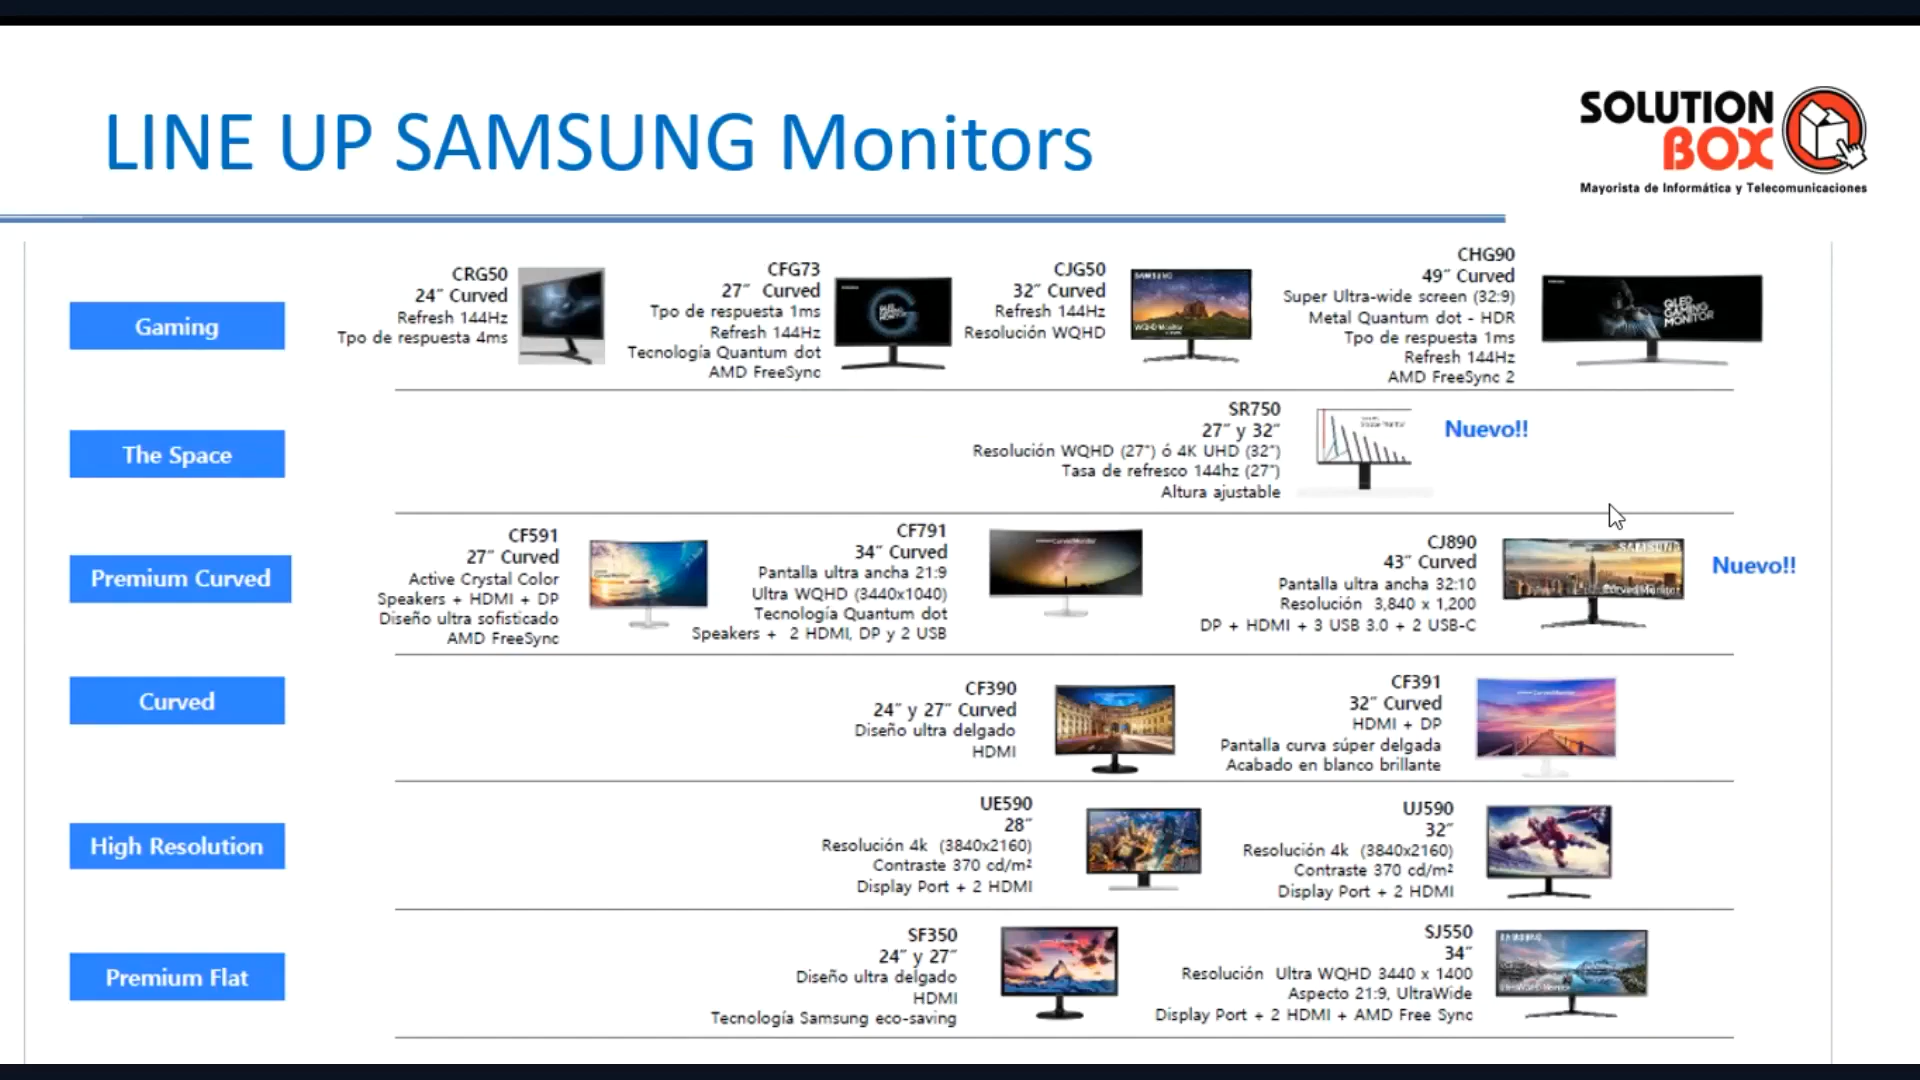 LINE UP SAMSUNG Monitors
SOLUTION
BOX
Mayorista de Informática y Telecomunicaciones
Gaming
CRG50
24" Curved
Refresh 144Hz
Tpo de respuesta 4ms
CFG73
27" Curved
Tpo de respuesta 1ms
Refresh 144Hz
Tecnología Quantum dot
AMD FreeSync
CJG50
32" Curved
Refresh 144Hz
Resolución WQHD
SAMSUNG
WQHD Monitor
CHG90
49" Curved
Super Ultra-wide screen (32:9)
Metal Quantum dot - HDR
Tpo de respuesta 1ms
Refresh 144Hz
AMD FreeSync 2
QLED
GAMING
MONITOR
The Space
SR750
27" y 32"
Resolución WQHD (27") ó 4K UHD (32")
Tasa de refresco 144hz (27")
Altura ajustable
Nuevo!!
Premium Curved
CF591
27" Curved
Active Crystal Color
Speakers + HDMI + DP
Diseño ultra sofisticado
AMD FreeSync
CF791
34" Curved
Pantalla ultra ancha 21:9
Ultra WQHD (3440x1040)
Tecnología Quantum dot
Speakers + 2 HDMI, DP y 2 USB
CJ890
43" Curved
Pantalla ultra ancha 32:10
Resolución 3,840 x 1,200
DP + HDMI + 3 USB 3.0 + 2 USB-C
SAMSUNG
Curved Monitor
Nuevo!!
Curved
CF390
24" y 27" Curved
Diseño ultra delgado
HDMI
CF391
32" Curved
HDMI + DP
Pantalla curva súper delgada
Acabado en blanco brillante
High Resolution
UE590
28"
Resolución 4k (3840x2160)
Contraste 370 cd/m²
Display Port + 2 HDMI
UJ590
32"
Resolución 4k (3840x2160)
Contraste 370 cd/m²
Display Port + 2 HDMI
Premium Flat
SF350
24" y 27"
Diseño ultra delgado
HDMI
Tecnología Samsung eco-saving
SJ550
34"
Resolución Ultra WQHD 3440 x 1400
Aspecto 21:9, UltraWide
Display Port + 2 HDMI + AMD Free Sync
SAMSUNG